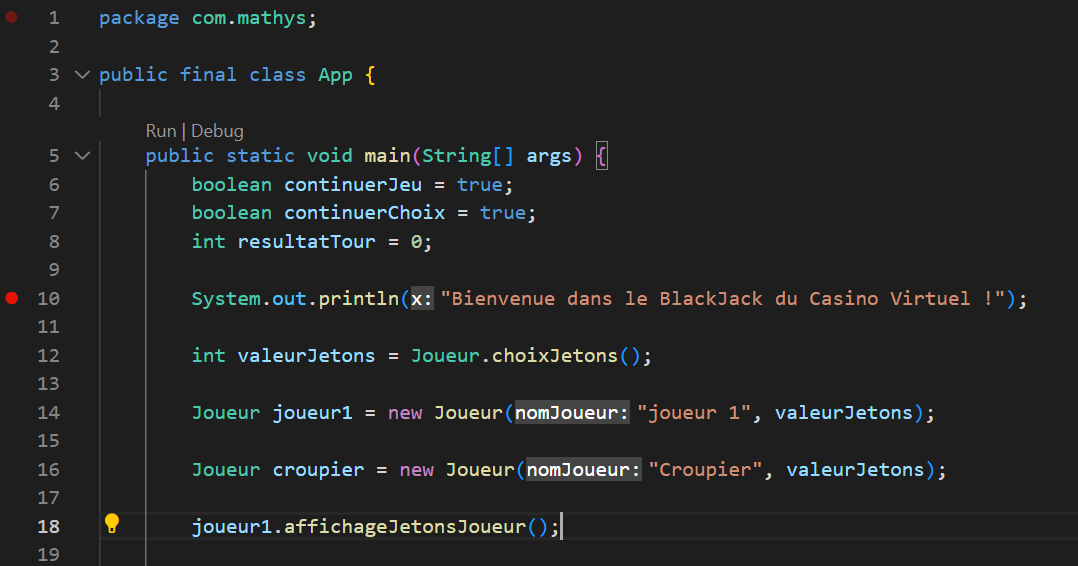 1 package com.mathys;
2
3 public final class App {
4
Run | Debug
5 public static void main(String[] args) {
6 boolean continuerJeu = true;
7 boolean continuerChoix = true;
8 int resultatTour = 0;
9
10 System.out.println(x: "Bienvenue dans le BlackJack du Casino Virtuel !");
11
12 int valeurJetons = Joueur.choixJetons();
13
14 Joueur joueur1 = new Joueur(nomJoueur: "joueur 1", valeurJetons);
15
16 Joueur croupier = new Joueur(nomJoueur: "Croupier", valeurJetons);
17
18 joueur1.affichageJetonsJoueur();
19